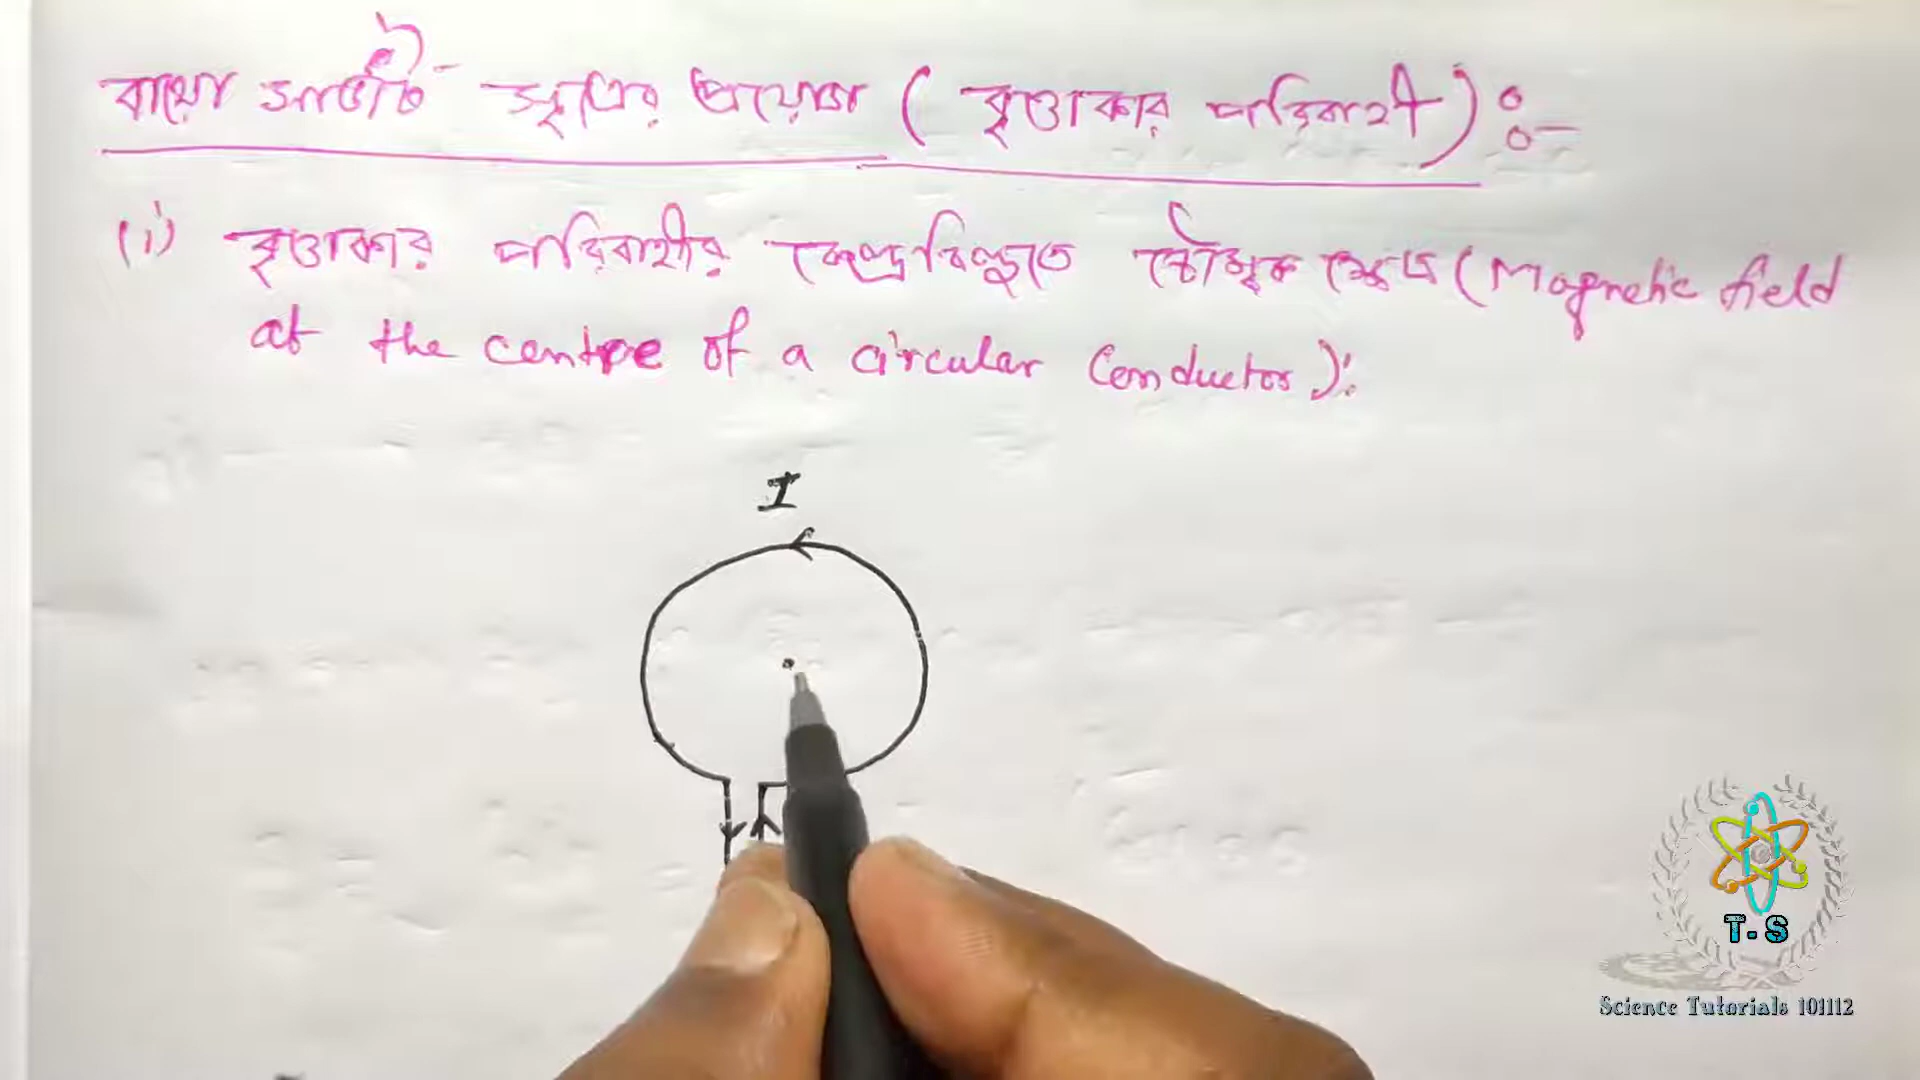 বায়ো সাভার্ট সূত্রের প্রয়োগ ( বৃত্তাকার পরিবাহী ) :-
(i) বৃত্তাকার পরিবাহীর কেন্দ্রবিন্দুতে চৌম্বক ক্ষেত্র ( Magnetic field
at the centre of a circular Conductor ):
I
T.S
Science Tutorials 101112